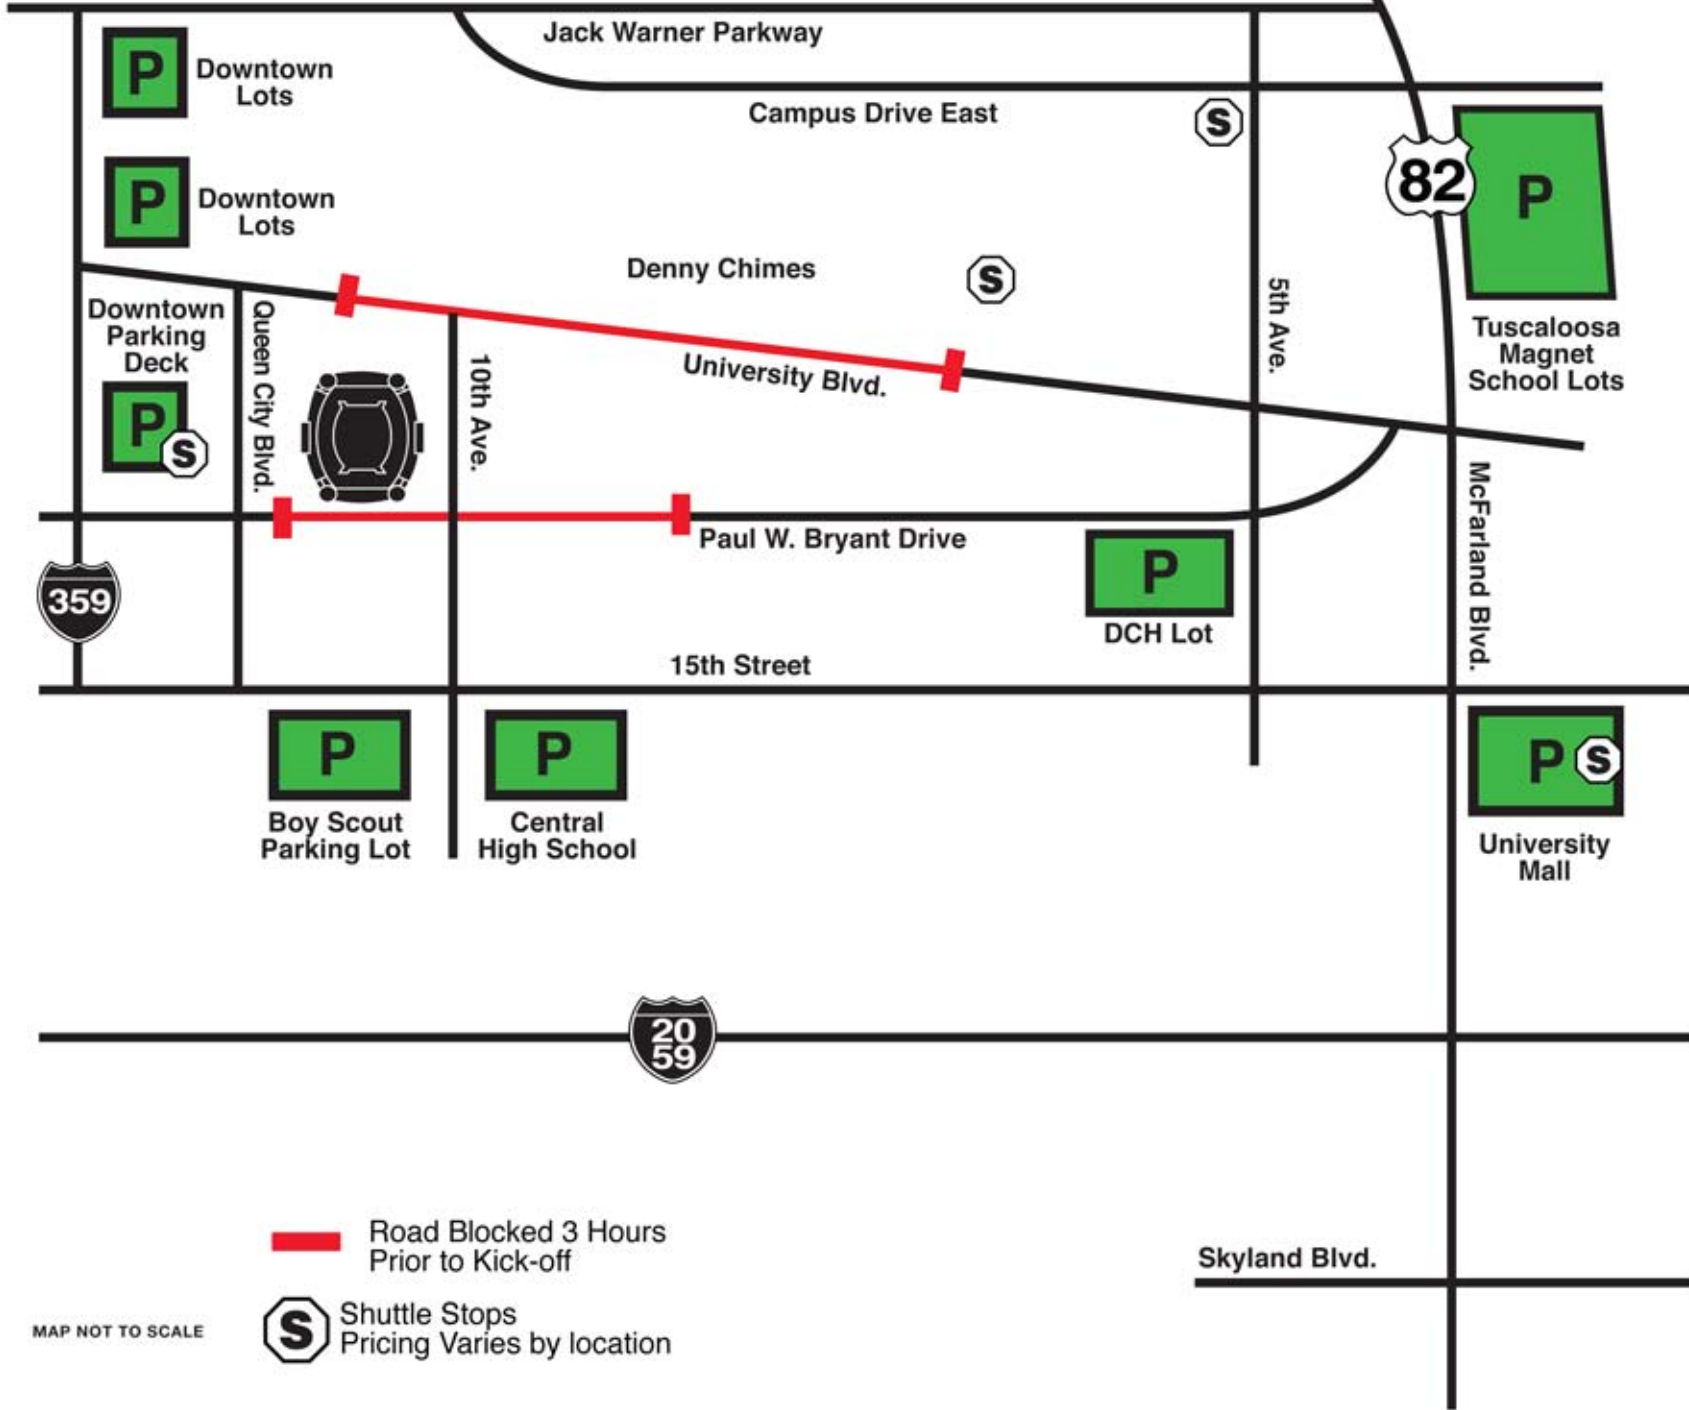 Jack Warner Parkway
P
Downtown
Lots
Campus Drive East
S
P
Downtown
Lots
82
P
Denny Chimes
S
5th Ave.
Downtown
Parking
Deck
Queen City Blvd.
10th Ave.
University Blvd.
Tuscaloosa
Magnet
School Lots
P
S
McFarland Blvd.
Paul W. Bryant Drive
359
P
DCH Lot
15th Street
P
Boy Scout
Parking Lot
P
Central
High School
P
S
University
Mall
20
59
Road Blocked 3 Hours
Prior to Kick-off
Skyland Blvd.
MAP NOT TO SCALE
S
Shuttle Stops
Pricing Varies by location